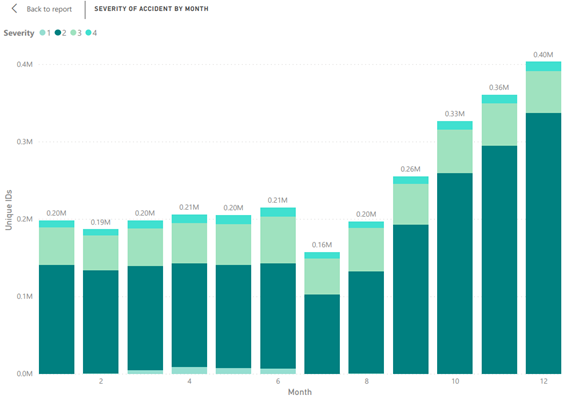 Back to report
SEVERITY OF ACCIDENT BY MONTH
Severity 1 2 3 4
0.4M
0.3M
0.2M
0.1M
0.0M
Unique IDs
0.20M
0.19M
0.20M
0.21M
0.20M
0.21M
0.16M
0.20M
0.26M
0.33M
0.36M
0.40M
2 4 6 8 10 12
Month